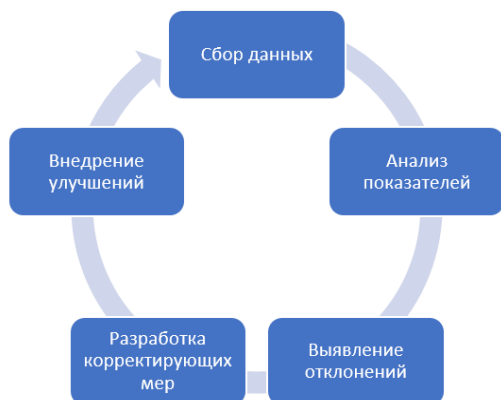 Сбор данных
Анализ
показателей
Выявление
отклонений
Разработка
корректирующих
мер
Внедрение
улучшений